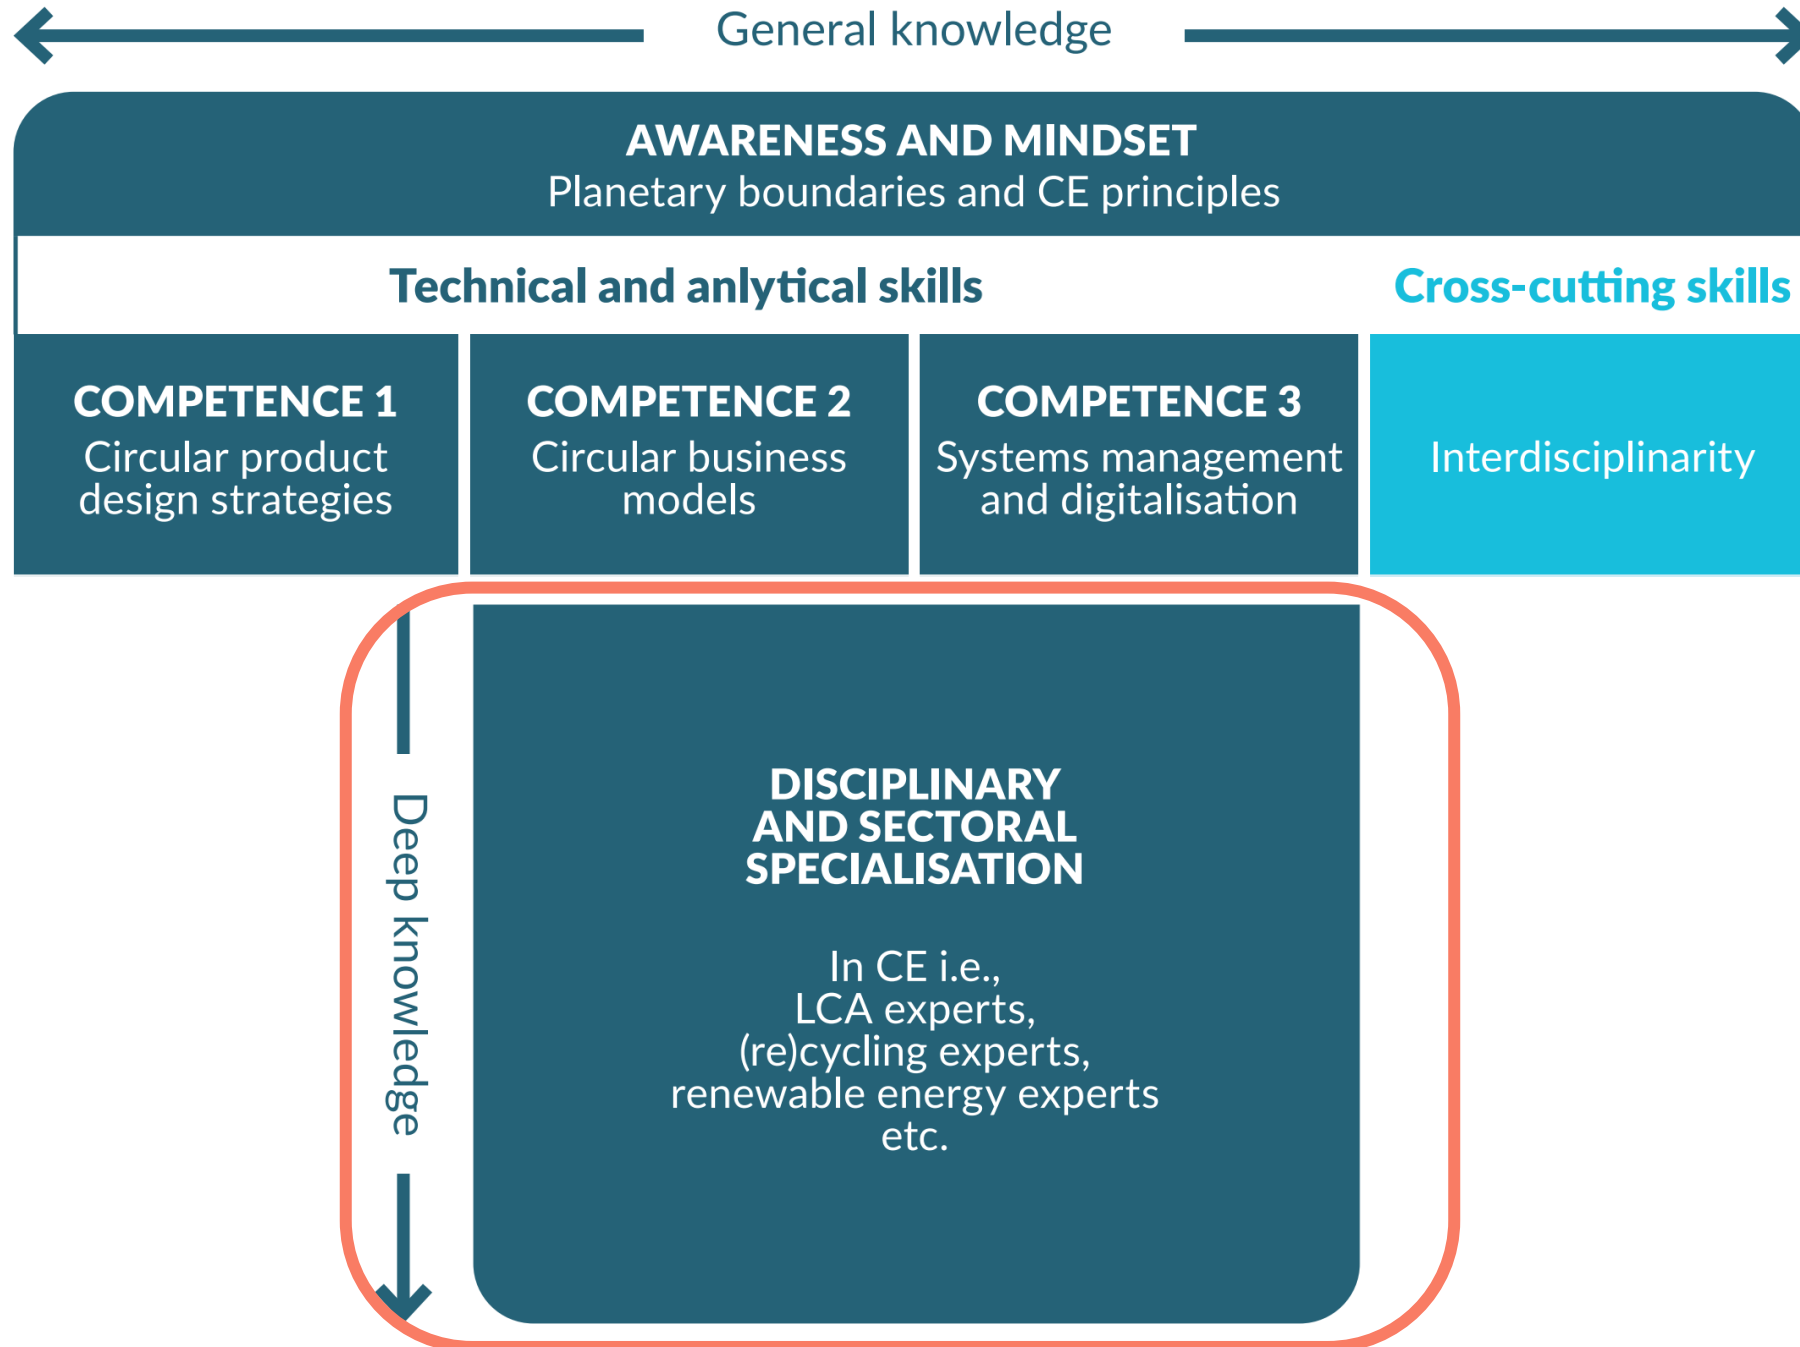 General knowledge
AWARENESS AND MINDSET
Planetary boundaries and CE principles
Technical and anlytical skills
Cross-cutting skills
COMPETENCE 1
Circular product
design strategies
COMPETENCE 2
Circular business
models
COMPETENCE 3
Systems management
and digitalisation
Interdisciplinarity
Deep knowledge
DISCIPLINARY
AND SECTORAL
SPECIALISATION
In CE i.e.,
LCA experts,
(re)cycling experts,
renewable energy experts
etc.